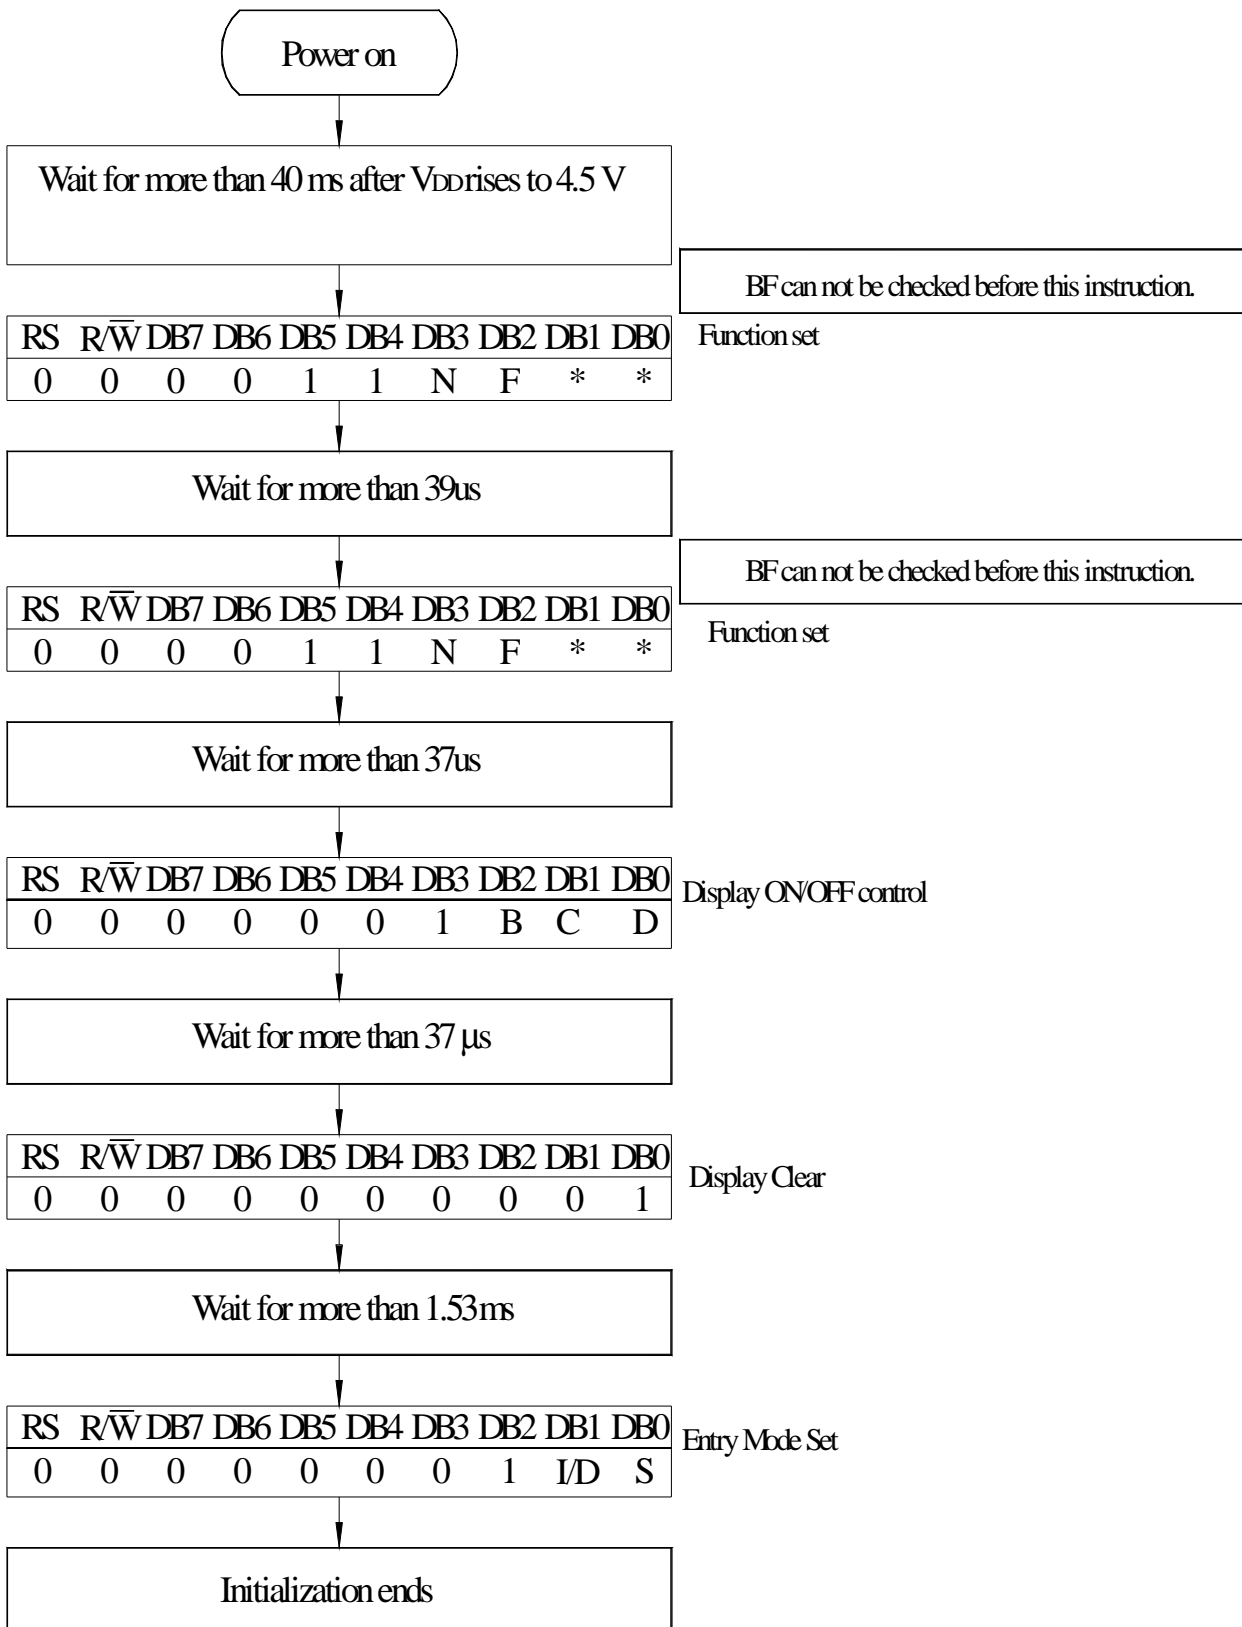 Power on
Wait for more than 40 ms after VDD rises to 4.5 V
BF can not be checked before this instruction.
RS R/W̅ DB7 DB6 DB5 DB4 DB3 DB2 DB1 DB0 Function set
0 0 0 0 1 1 N F * *
Wait for more than 39us
BF can not be checked before this instruction.
RS R/W̅ DB7 DB6 DB5 DB4 DB3 DB2 DB1 DB0
Function set
0 0 0 0 1 1 N F * *
Wait for more than 37us
RS R/W̅ DB7 DB6 DB5 DB4 DB3 DB2 DB1 DB0 Display ON/OFF control
0 0 0 0 0 0 1 B C D
Wait for more than 37 μs
RS R/W̅ DB7 DB6 DB5 DB4 DB3 DB2 DB1 DB0 Display Clear
0 0 0 0 0 0 0 0 0 1
Wait for more than 1.53ms
RS R/W̅ DB7 DB6 DB5 DB4 DB3 DB2 DB1 DB0 Entry Mode Set
0 0 0 0 0 0 0 1 I/D S
Initialization ends